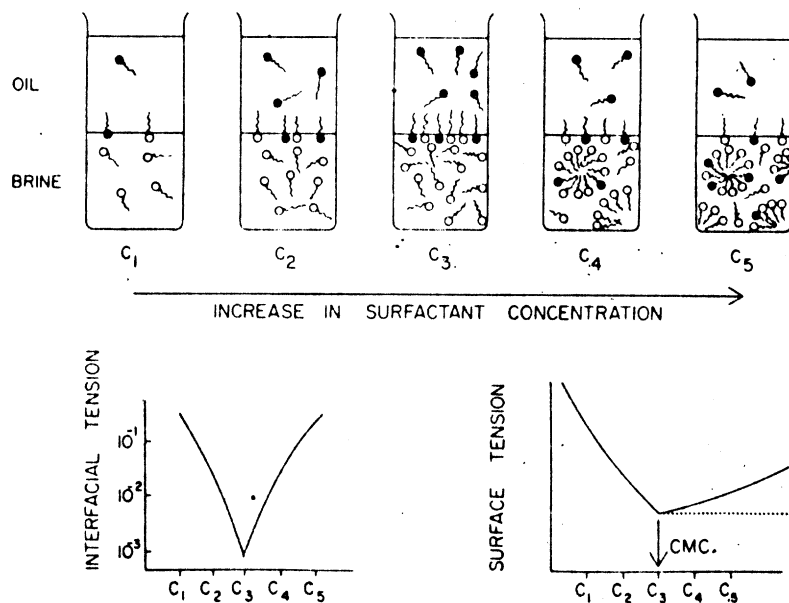 OIL
BRINE
C1 C2 C3 C4 C5
INCREASE IN SURFACTANT CONCENTRATION
INTERFACIAL TENSION
10-1
10-2
10-3
C1 C2 C3 C4 C5
SURFACE TENSION
CMC.
C1 C2 C3 C4 C5